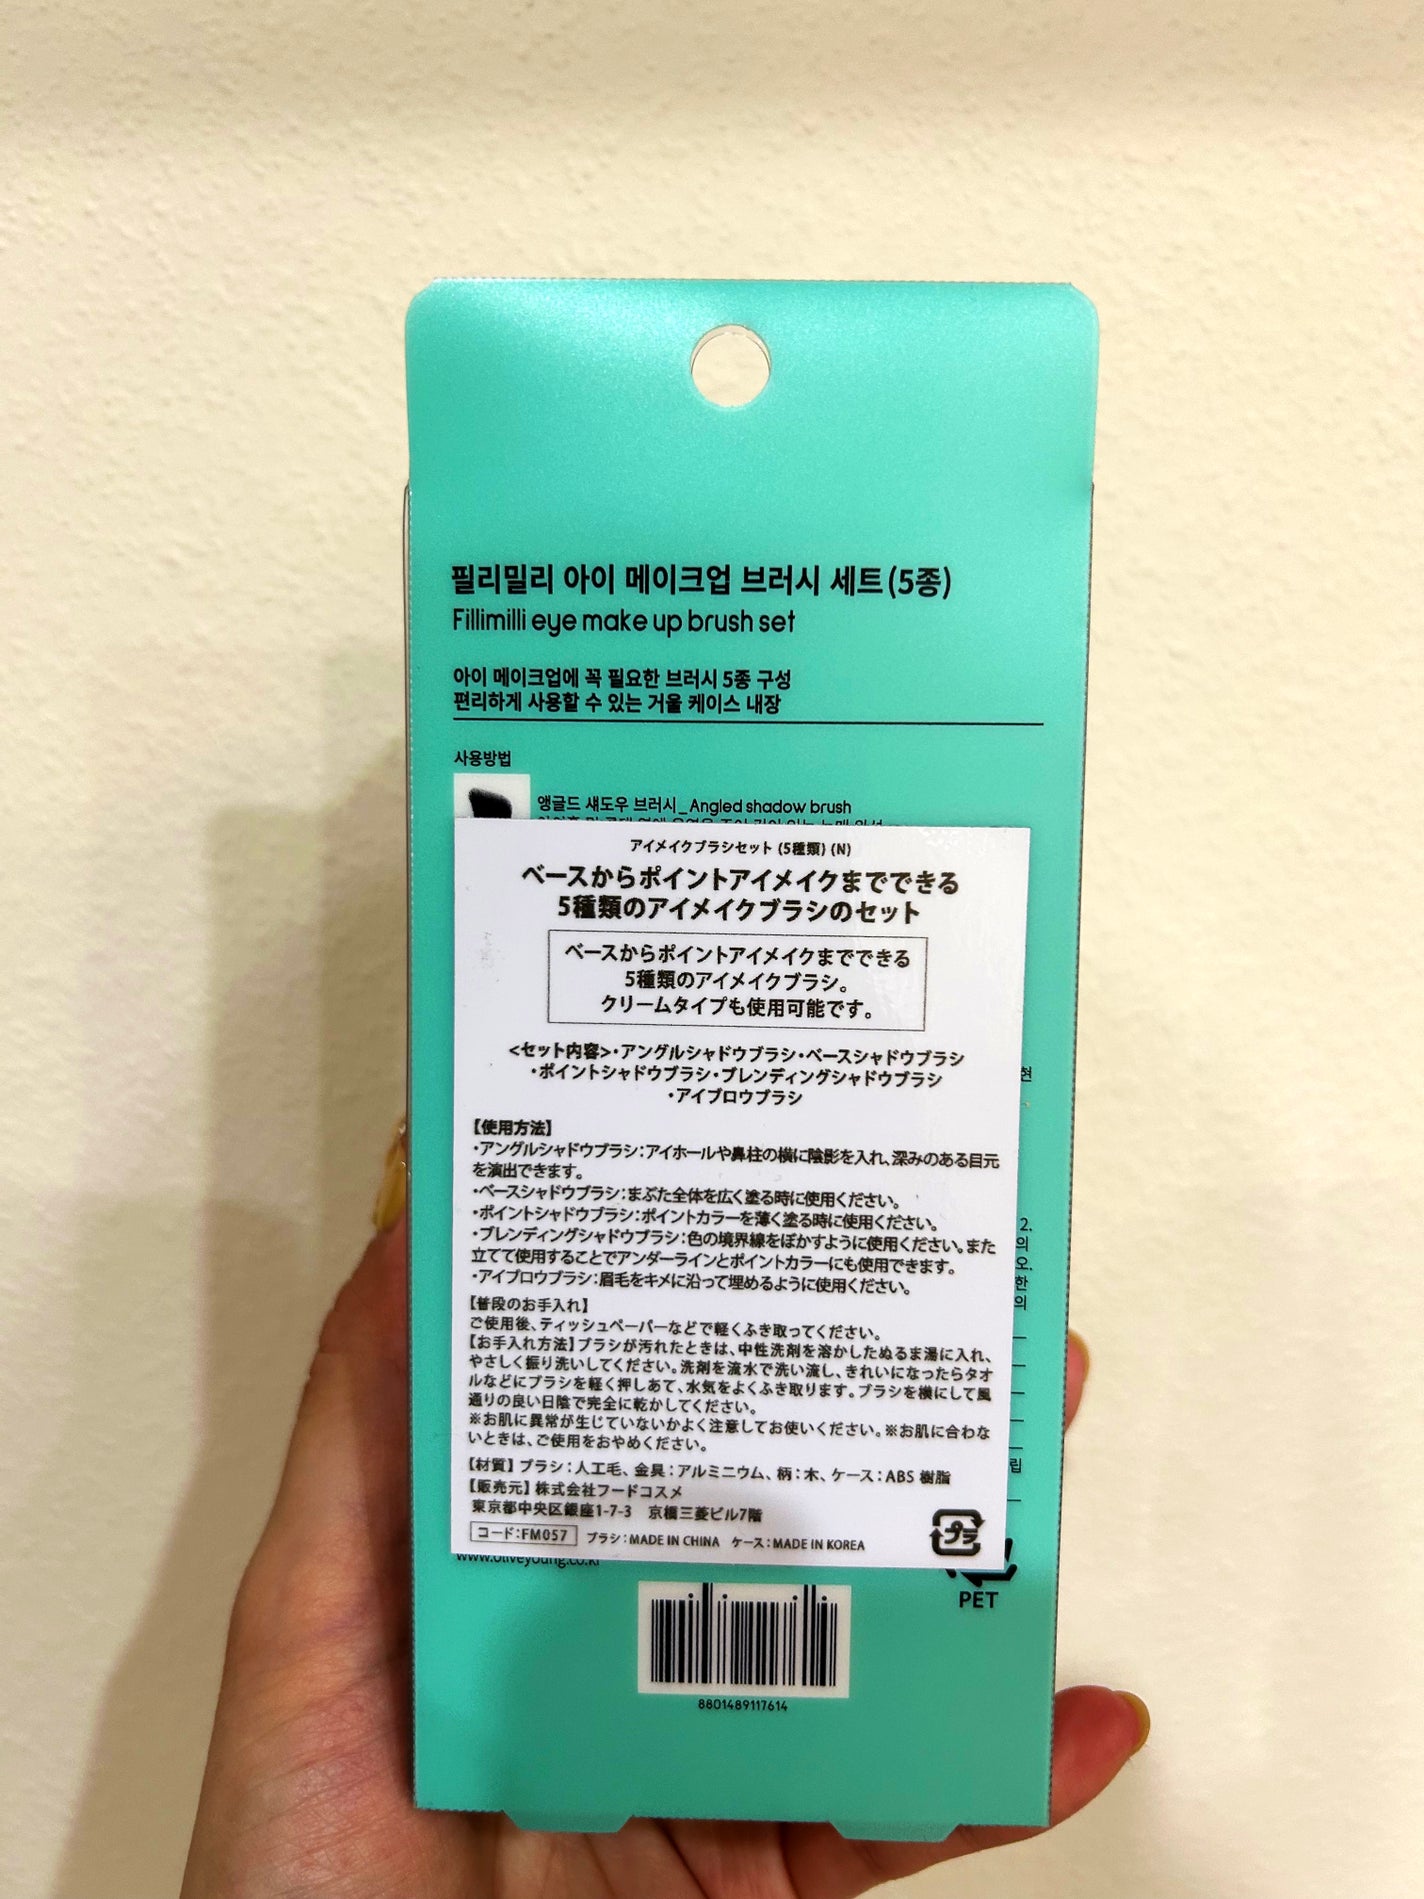 필리밀리 아이 메이크업 브러시 세트(5종)
Fillimilli eye make up brush set
아이 메이크업에 꼭 필요한 브러시 5종 구성
편리하게 사용할 수 있는 거울 케이스 내장
사용방법
앵글드 섀도우 브러시_Angled shadow brush
アイメイクブラシセット (5種類) (N)
ベースからポイントアイメイクまでできる
5種類のアイメイクブラシのセット
ベースからポイントアイメイクまでできる
5種類のアイメイクブラシ。
クリームタイプも使用可能です。
<セット内容>・アングルシャドウブラシ・ベースシャドウブラシ
・ポイントシャドウブラシ・ブレンディングシャドウブラシ
・アイブロウブラシ
【使用方法】
・アングルシャドウブラシ：アイホールや鼻柱の横に陰影を入れ、深みのある目元
を演出できます。
・ベースシャドウブラシ：まぶた全体を広く塗る時に使用ください。
・ポイントシャドウブラシ：ポイントカラーを薄く塗る時に使用ください。
・ブレンディングシャドウブラシ：色の境界線をぼかすように使用ください。また
立てて使用することでアンダーラインとポイントカラーにも使用できます。
・アイブロウブラシ：眉毛をキメに沿って埋めるように使用ください。
【普段のお手入れ】
ご使用後、ティッシュペーパーなどで軽くふき取ってください。
【お手入れ方法】ブラシが汚れたときは、中性洗剤を溶かしたぬるま湯に入れ、
やさしく振り洗いしてください。洗剤を流水で洗い流し、きれいになったらタオ
ルなどにブラシを軽く押しあて、水気をよくふき取ります。ブラシを横にして風
通りの良い日陰で完全に乾かしてください。
※お肌に異常が生じていないかよく注意してお使いください。※お肌に合わな
いときは、ご使用をおやめください。
【材質】ブラシ：人工毛、金具：アルミニウム、柄：木、ケース：ABS 樹脂
【販売元】株式会社フードコスメ
東京都中央区銀座1-7-3 京橋三菱ビル7階
コード：FM057 ブラシ：MADE IN CHINA ケース：MADE IN KOREA
プラ
현
2.
의
오.
한
의
립
www.oliveyoung.co.kr
PET
8801489117614